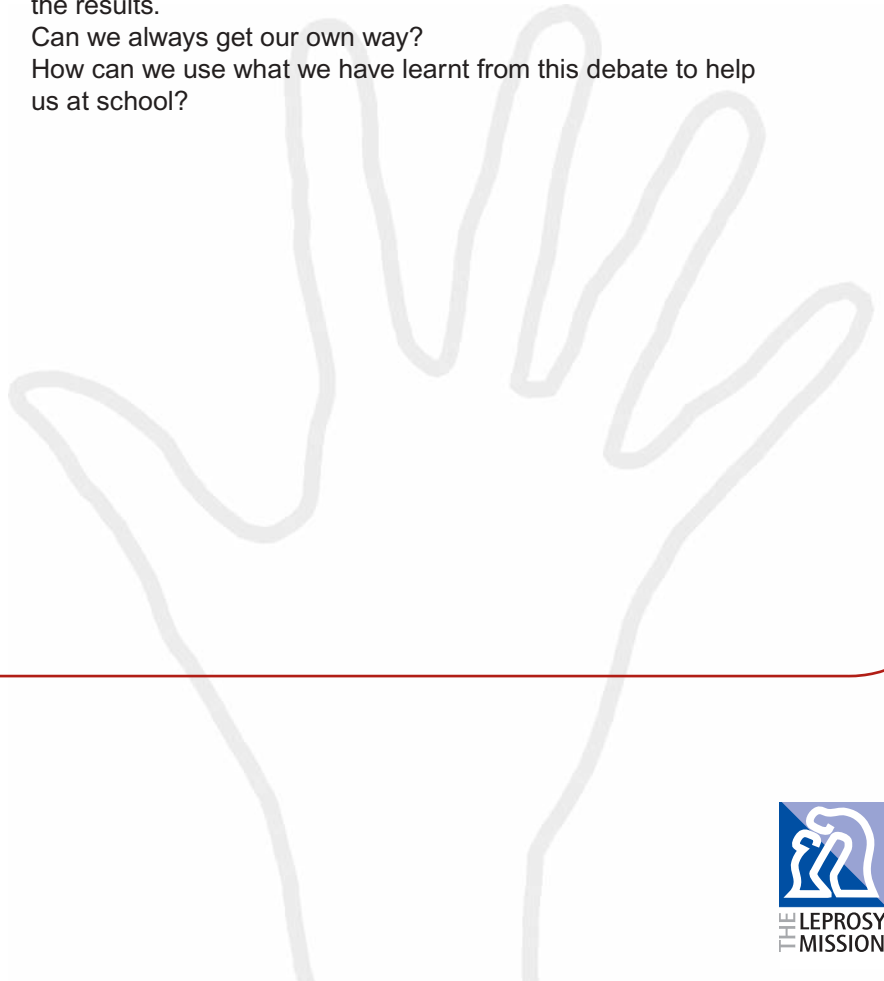 the results.
Can we always get our own way?
How can we use what we have learnt from this debate to help
us at school?
THE LEPROSY
MISSION